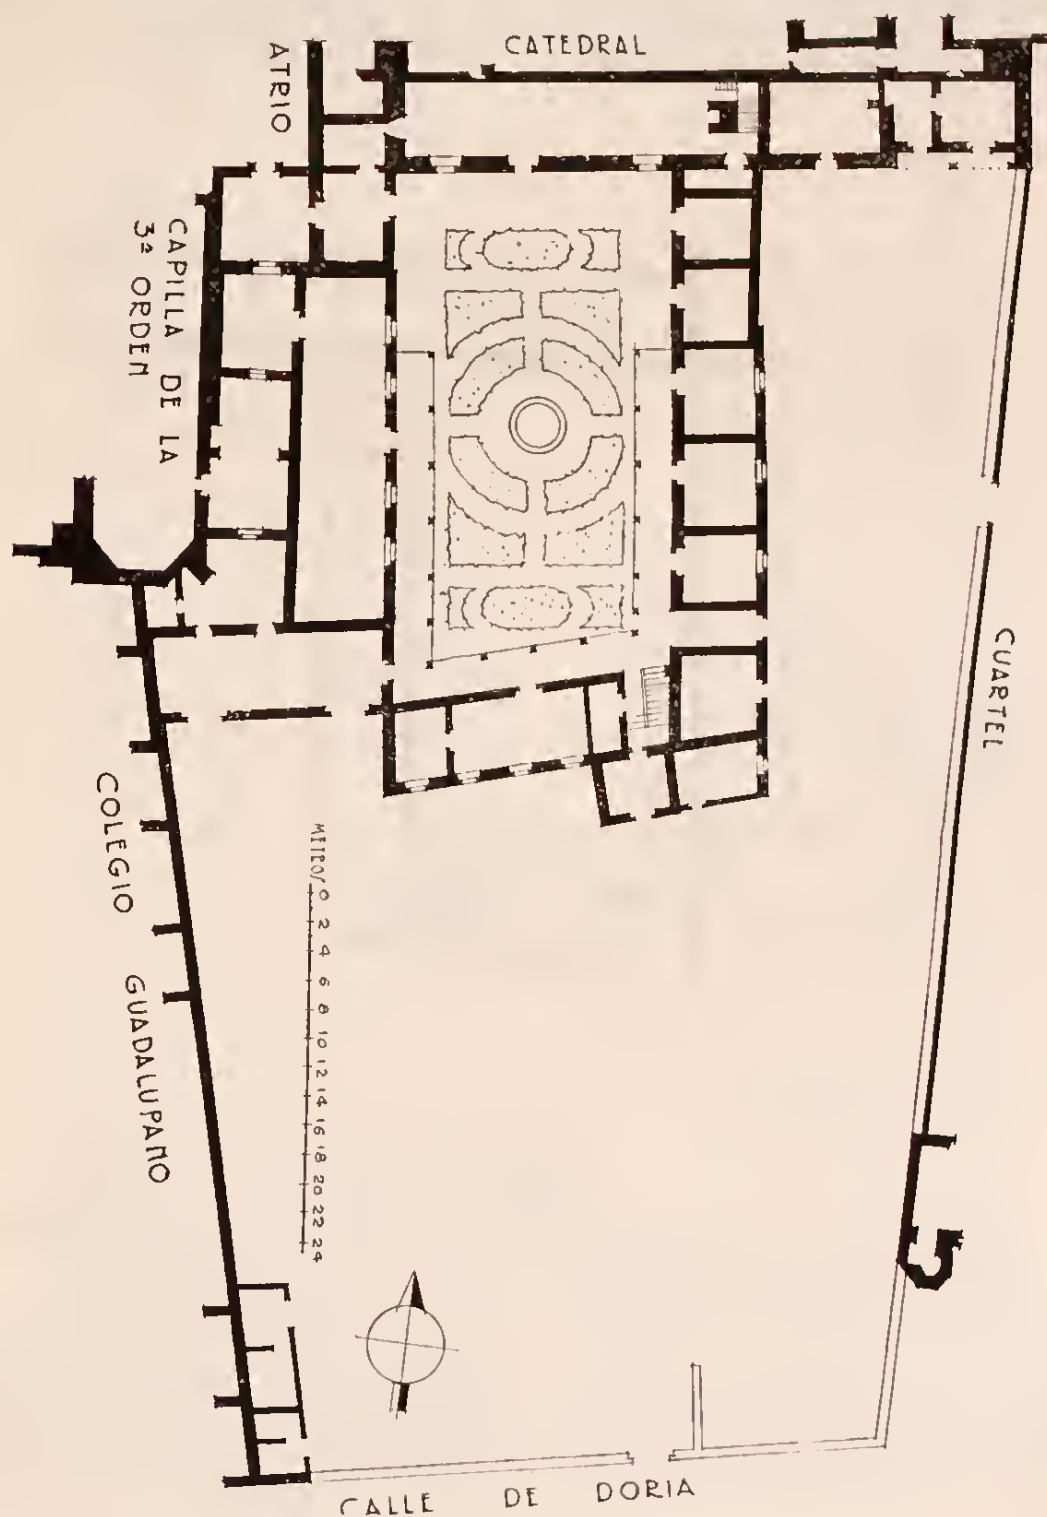 CATEDRAL
ATRIO
CAPILLA DE LA
3ª ORDEN
CUARTEL
COLEGIO GUADALUPANO
METROS 0 2 4 6 8 10 12 14 16 18 20 22 24
CALLE DE DORIA